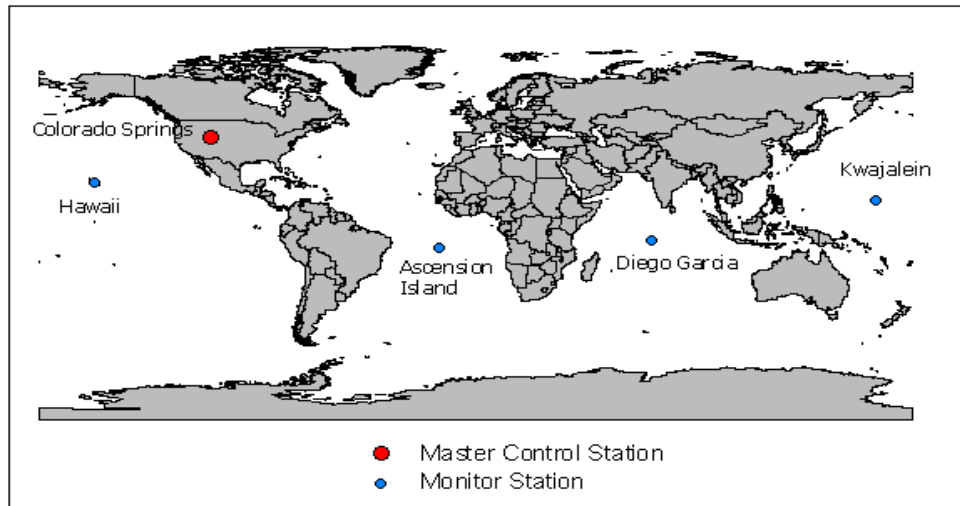 Colorado Springs
Hawaii
Kwajalein
Ascension
Island
Diego Garcia
Master Control Station
Monitor Station